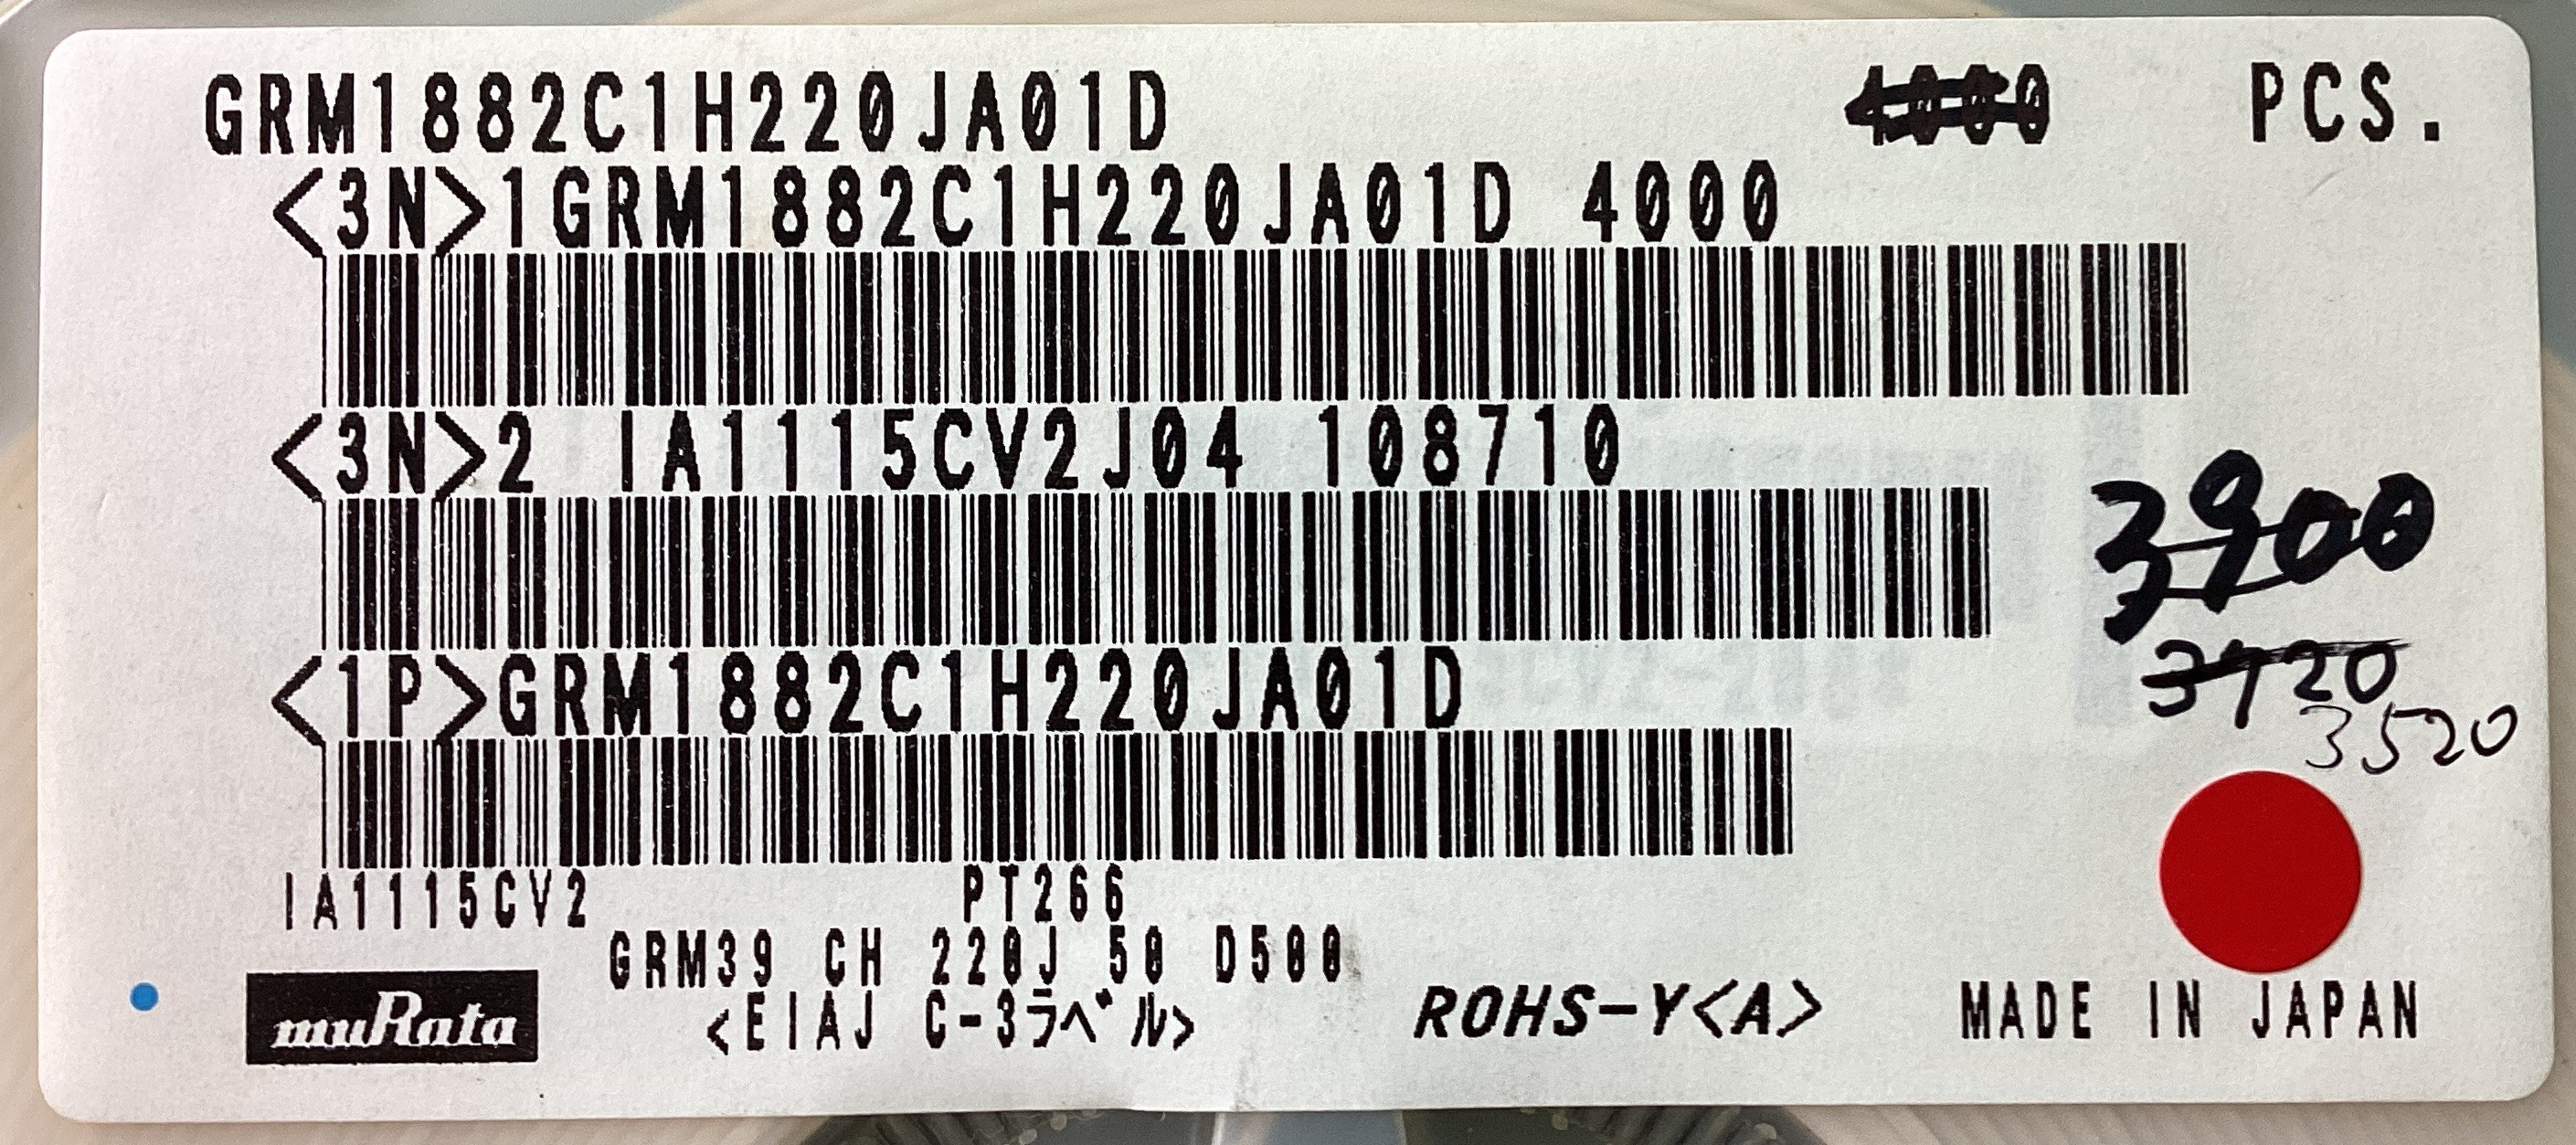 GRM1882C1H220JA01D 4000 PCS.
<3N>1GRM1882C1H220JA01D 4000
<3N>2 IA1115CV2J04 108710
3900
<1P>GRM1882C1H220JA01D
3720
3520
IA1115CV2 PT266
GRM39 CH 220J 50 D500
muRata <EIAJ C-3ラベル> ROHS-Y<A> MADE IN JAPAN